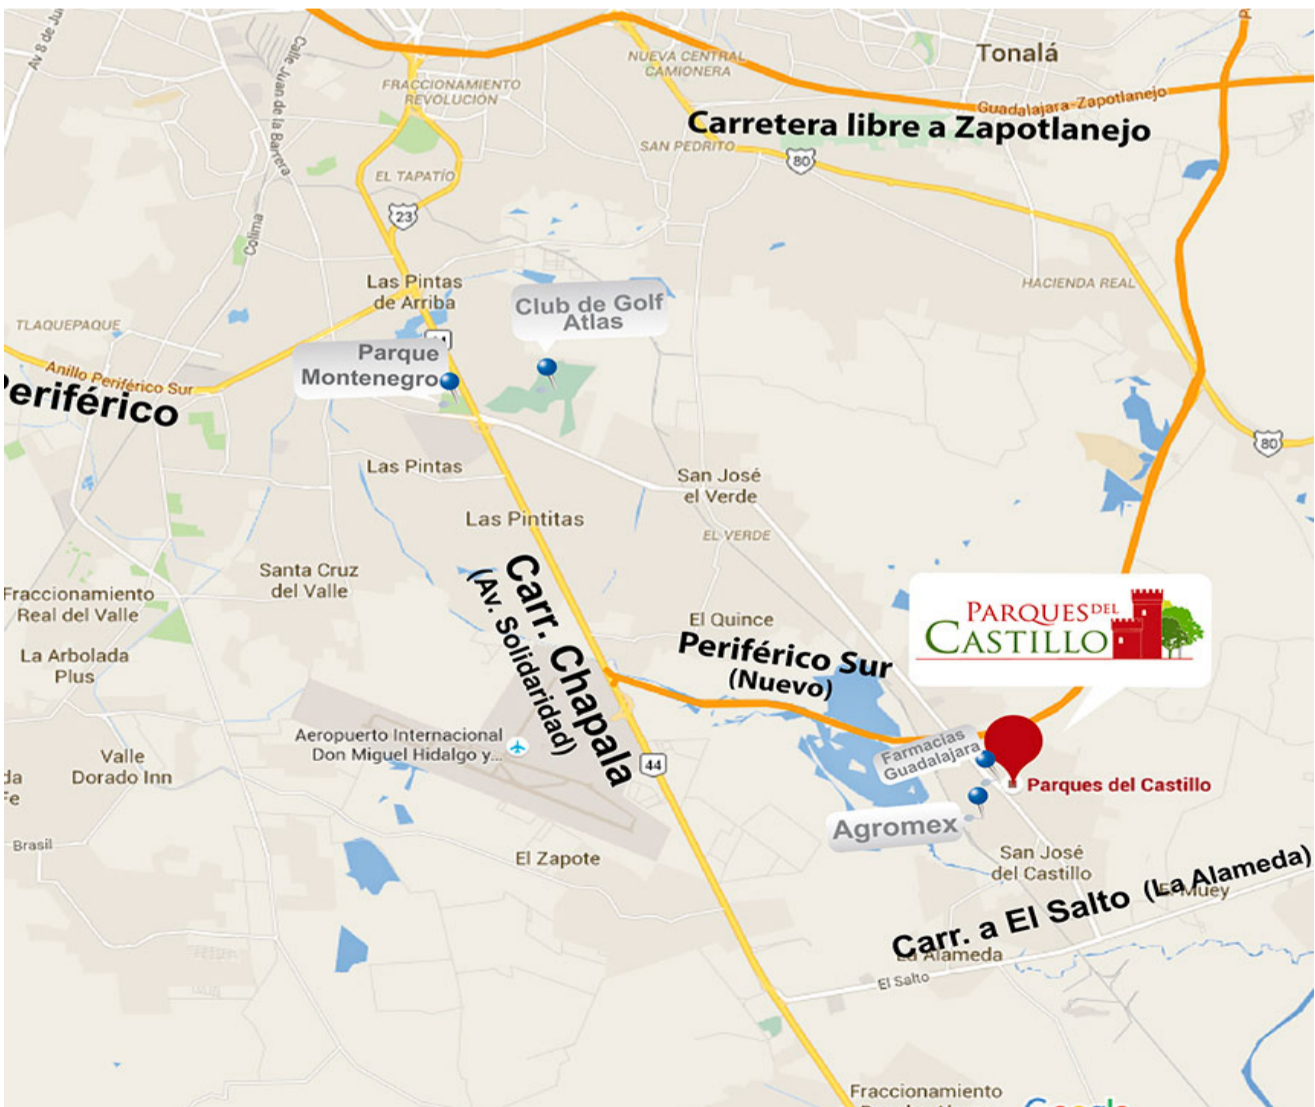 Av 8 de Ju
Calle Juan de la Barrera
NUEVA CENTRAL
CAMIONERA
Tonalá
FRACCIONAMIENTO
REVOLUCIÓN
Guadalajara-Zapotlanejo
Carretera libre a Zapotlanejo
SAN PEDRITO
80
EL TAPATÍO
23
Colima
Las Pintas
de Arriba
HACIENDA REAL
Club de Golf
Atlas
TLAQUEPAQUE
Parque
Montenegro
Anillo Periférico Sur
Periférico
80
Las Pintas
San José
el Verde
Las Pintitas
EL VERDE
Santa Cruz
del Valle
Fraccionamiento
Real del Valle
Carr. Chapala
(Av. Solidaridad)
El Quince
PARQUES DEL
CASTILLO
Periférico Sur
(Nuevo)
La Arbolada
Plus
Aeropuerto Internacional
Don Miguel Hidalgo y...
Farmacias
Guadalajara
Valle
Dorado Inn
44
Parques del Castillo
Agromex
Brasil
El Zapote
San José
del Castillo
Carr. a El Salto (La Alameda)
El Muey
La Alameda
El Salto
Fraccionamiento